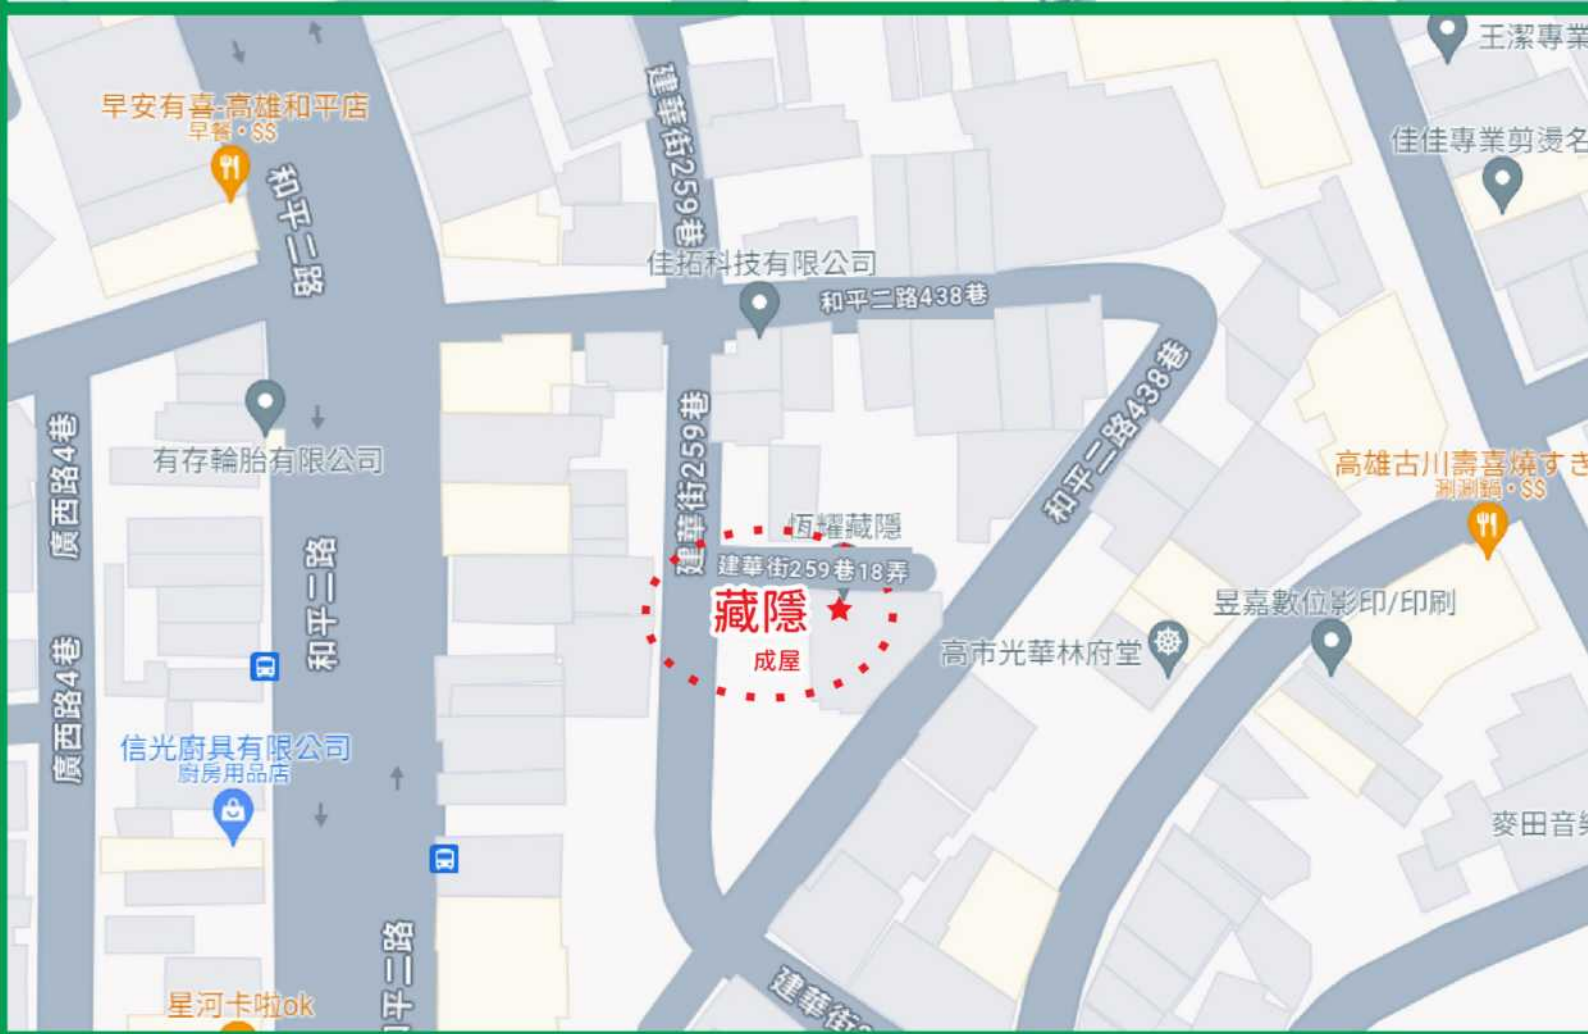 王潔專業
早安有喜-高雄和平店
早餐・$$
建華街259巷
佳佳專業剪燙名
和平二路
佳拓科技有限公司
和平二路438巷
和平二路438巷
有存輪胎有限公司
廣西路4巷
建華街259巷
高雄古川壽喜燒すき
涮涮鍋・$$
恆耀藏隱
建華街259巷18弄
和平二路
藏隱
成屋
昱嘉數位影印/印刷
高市光華林府堂
廣西路4巷
信光廚具有限公司
廚房用品店
麥田音樂
和平二路
建華街2
星河卡啦ok